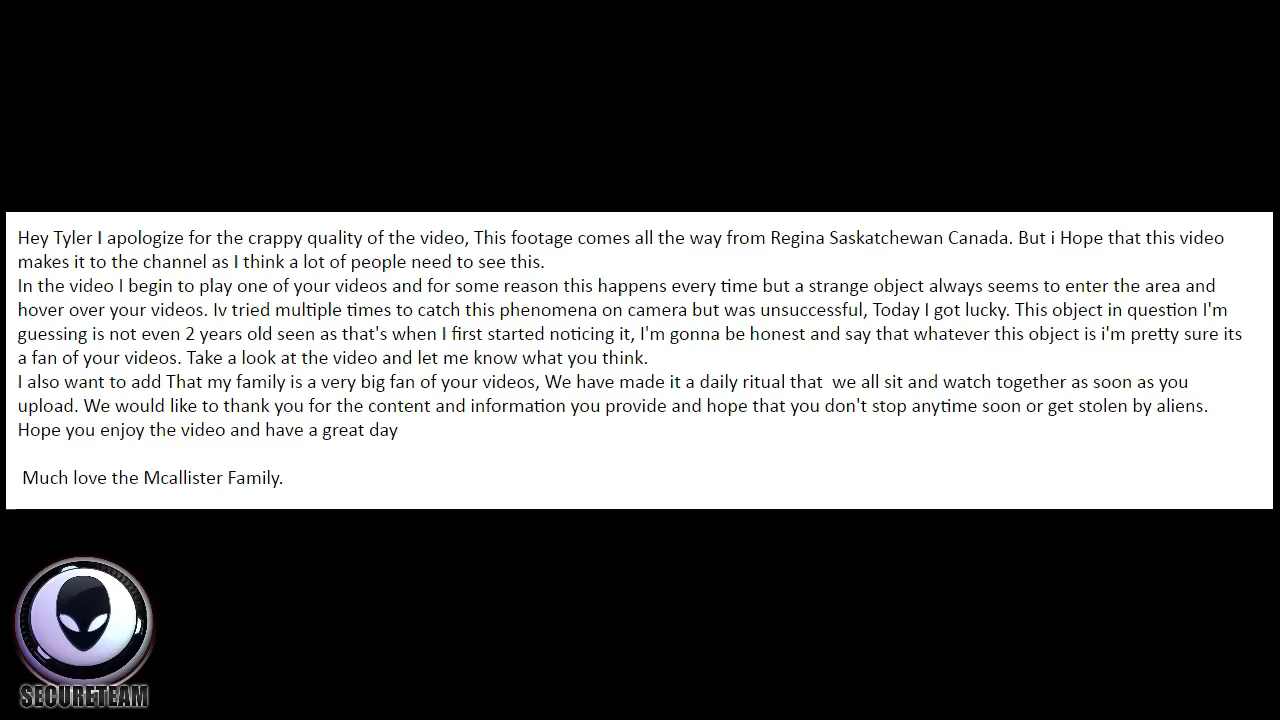 Hey Tyler I apologize for the crappy quality of the video, This footage comes all the way from Regina Saskatchewan Canada. But i Hope that this video
makes it to the channel as I think a lot of people need to see this.
In the video I begin to play one of your videos and for some reason this happens every time but a strange object always seems to enter the area and
hover over your videos. Iv tried multiple times to catch this phenomena on camera but was unsuccessful, Today I got lucky. This object in question I'm
guessing is not even 2 years old seen as that's when I first started noticing it, I'm gonna be honest and say that whatever this object is i'm pretty sure its
a fan of your videos. Take a look at the video and let me know what you think.
I also want to add That my family is a very big fan of your videos, We have made it a daily ritual that  we all sit and watch together as soon as you
upload. We would like to thank you for the content and information you provide and hope that you don't stop anytime soon or get stolen by aliens.
Hope you enjoy the video and have a great day
Much love the Mcallister Family.
SECURETEAM